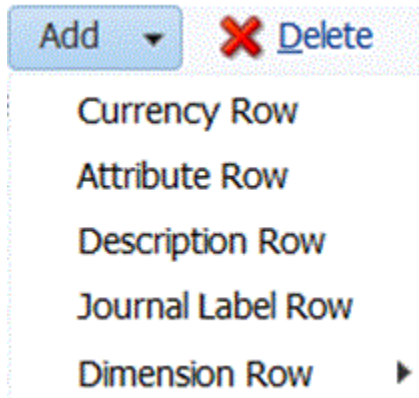 Add Delete
Currency Row
Attribute Row
Description Row
Journal Label Row
Dimension Row